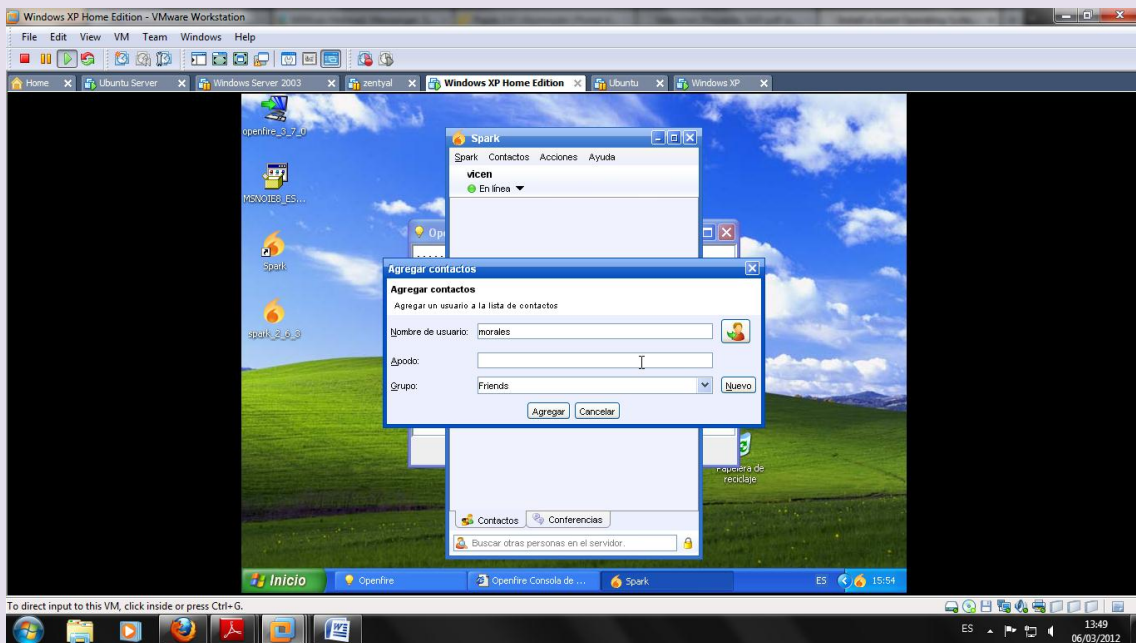 Windows XP Home Edition - VMware Workstation
File Edit View VM Team Windows Help
Home Ubuntu Server Windows Server 2003 zentyal Windows XP Home Edition Ubuntu Windows XP
openfire_3_7_0
MSNOIE8_ES...
Spark
spark_2_6_3
Spark
Spark Contactos Acciones Ayuda
vicen
En línea
Agregar contactos
Agregar contactos
Agregar un usuario a la lista de contactos
Nombre de usuario: morales
Apodo:
Grupo: Friends Nuevo
Agregar Cancelar
Papelera de
reciclaje
Contactos Conferencias
Buscar otras personas en el servidor.
Inicio Openfire Openfire Consola de ... Spark ES 15:54
To direct input to this VM, click inside or press Ctrl+G.
ES 13:49
06/03/2012